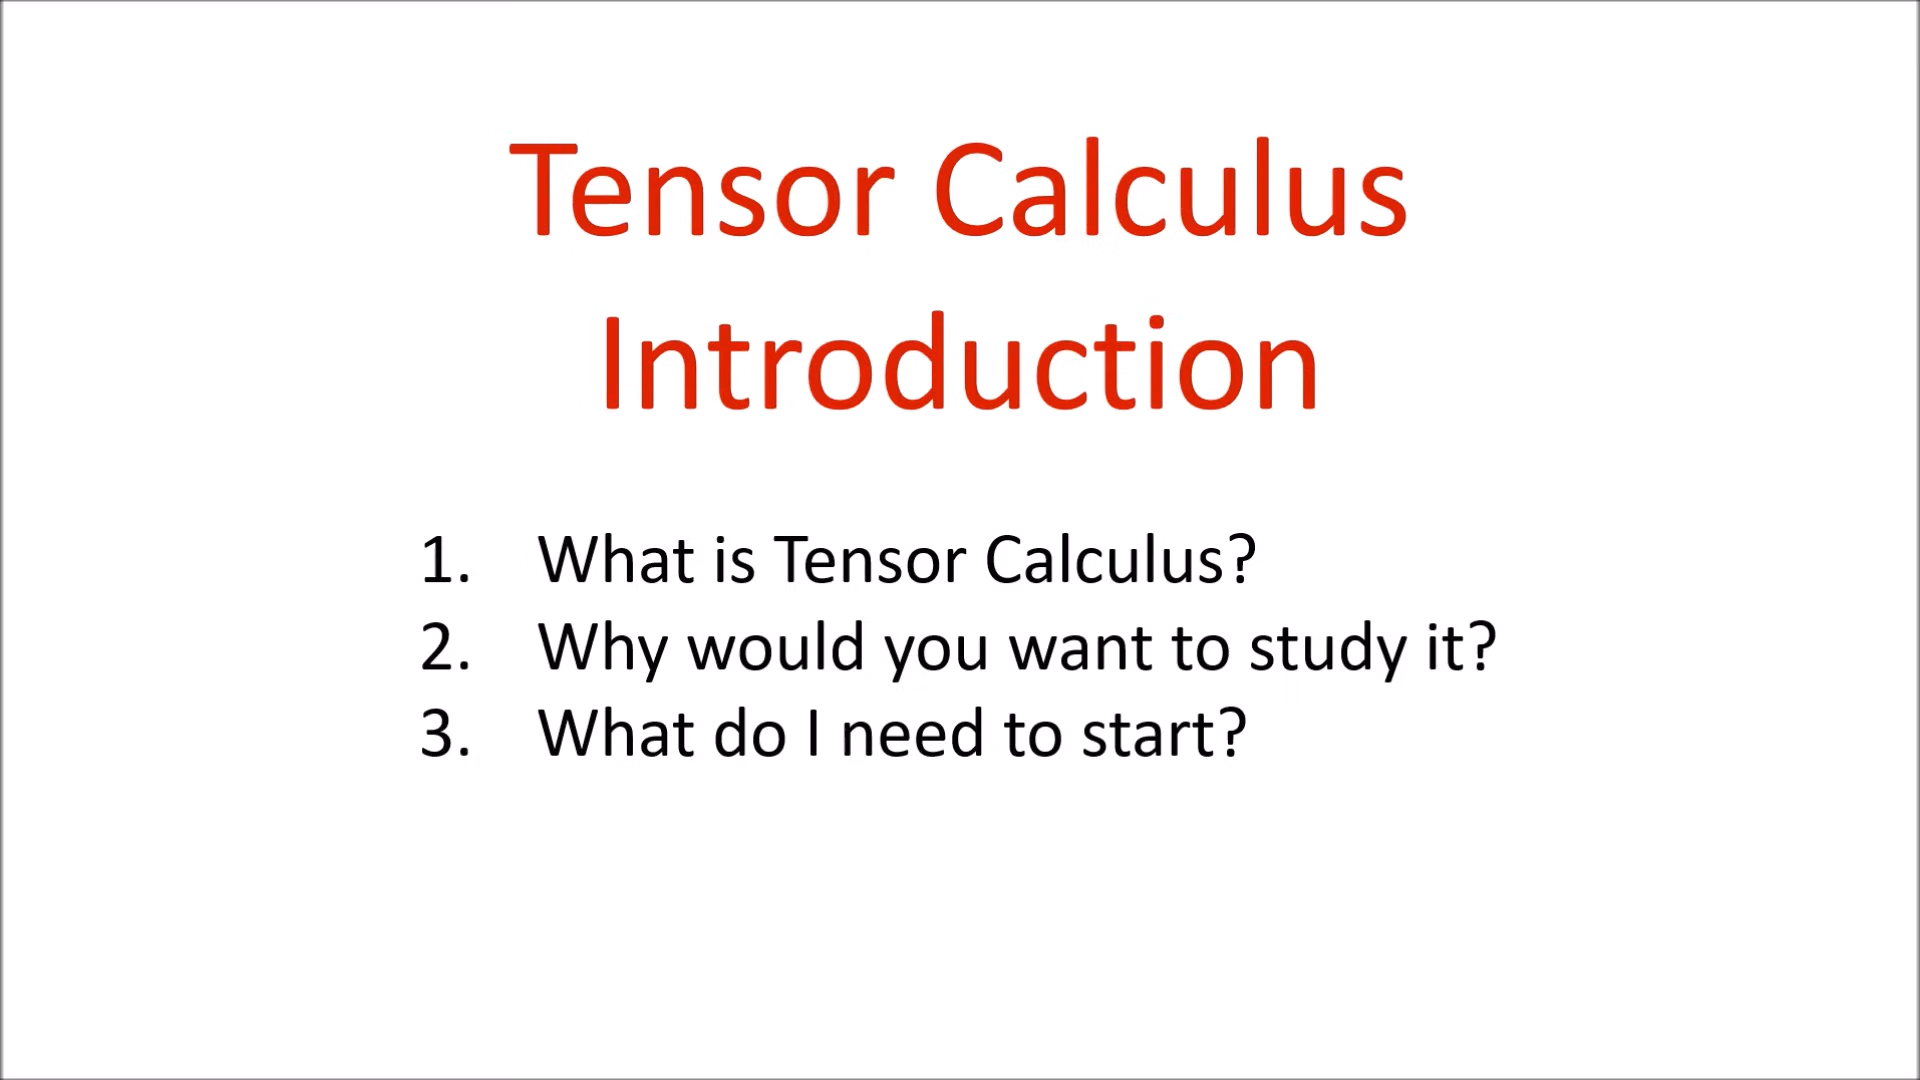 Tensor Calculus
Introduction
1. What is Tensor Calculus?
2. Why would you want to study it?
3. What do I need to start?